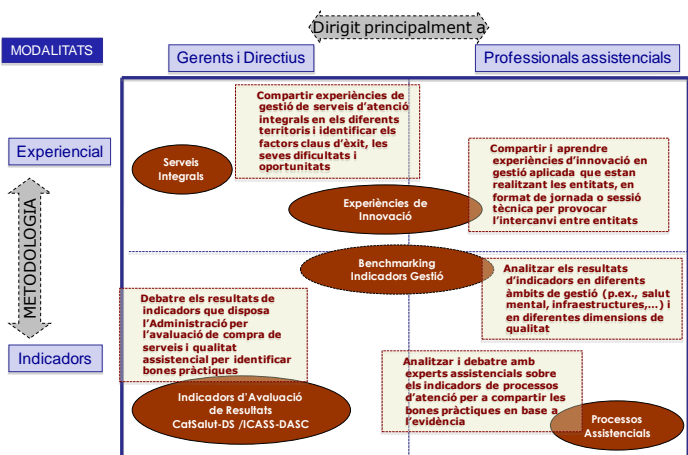 Dirigit principalment a
MODALITATS
Gerents i Directius
Professionals assistencials
Experiencial
METODOLOGIA
Indicadors
Compartir experiències de
gestió de serveis d'atenció
integrals en els diferents
territoris i identificar els
factors claus d'èxit, les
seves dificultats i
oportunitats
Serveis
Integrals
Compartir i aprendre
experiències d'innovació en
gestió aplicada que estan
realitzant les entitats, en
format de jornada o sessió
tècnica per provocar
l'intercanvi entre entitats
Experiències de
Innovació
Benchmarking
Indicadors Gestió
Analitzar els resultats
d'indicadors en diferents
àmbits de gestió (p.ex., salut
mental, infraestructures,...) i
en diferentes dimensions de
qualitat
Debatre els resultats de
indicadors que disposa
l'Administració per
l'avaluació de compra de
serveis i qualitat
assistencial per identificar
bones pràctiques
Indicadors d'Avaluació
de Resultats
CatSalut-DS /ICASS-DASC
Analitzar i debatre amb
experts assistencials sobre
els indicadors de processos
d'atenció per a compartir les
bones pràctiques en base a
l'evidència
Processos
Assistencials